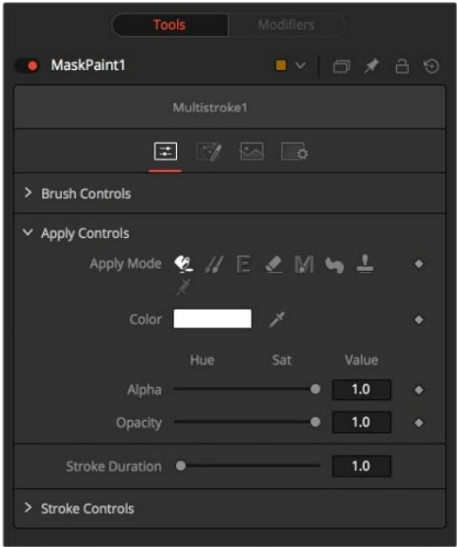 Tools Modifiers
MaskPaint1
Multistroke1
Brush Controls
Apply Controls
Apply Mode
Color
Hue Sat Value
Alpha 1.0
Opacity 1.0
Stroke Duration 1.0
Stroke Controls